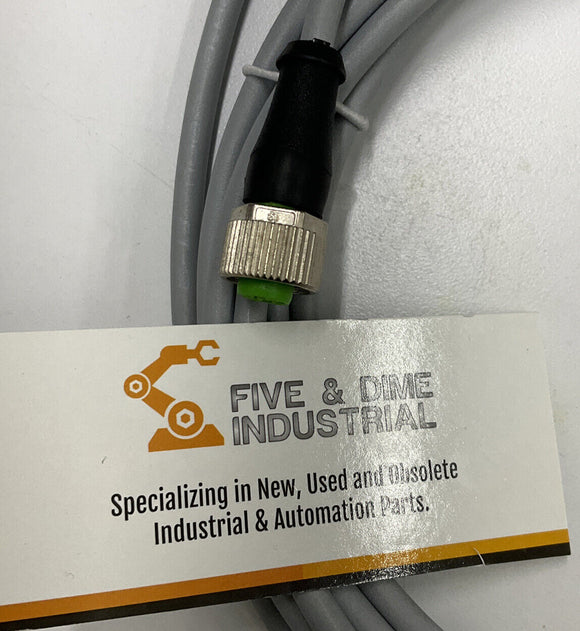 FIVE & DIME
INDUSTRIAL
Specializing in New, Used and Obsolete
Industrial & Automation Parts.